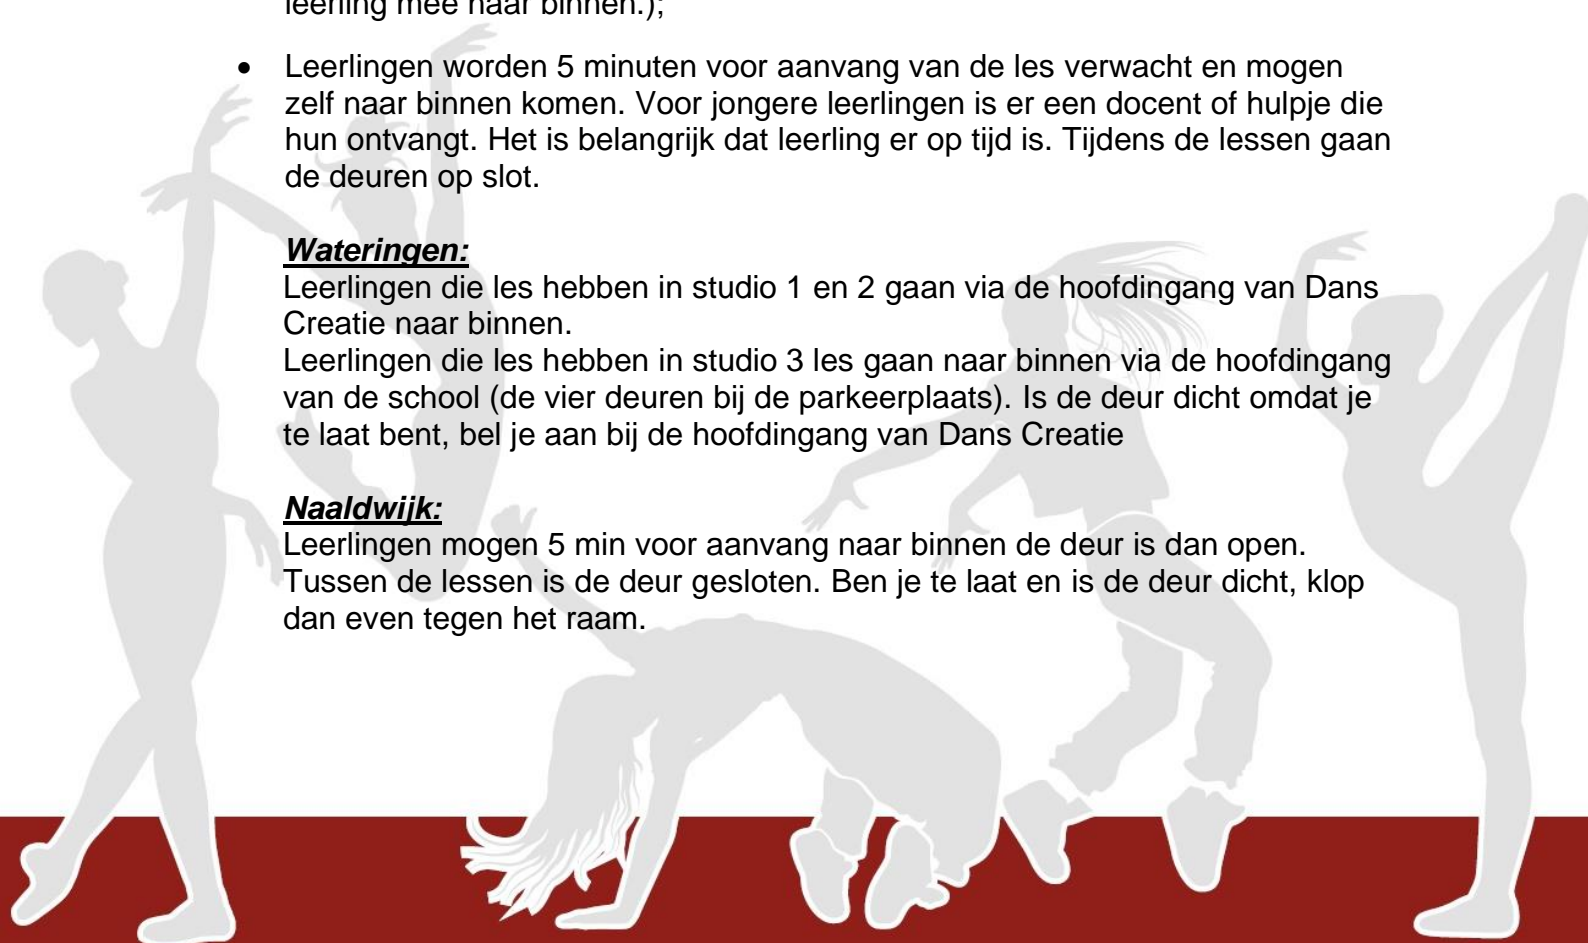 leerling mee naar binnen.);
• Leerlingen worden 5 minuten voor aanvang van de les verwacht en mogen
zelf naar binnen komen. Voor jongere leerlingen is er een docent of hulpje die
hun ontvangt. Het is belangrijk dat leerling er op tijd is. Tijdens de lessen gaan
de deuren op slot.
Wateringen:
Leerlingen die les hebben in studio 1 en 2 gaan via de hoofdingang van Dans
Creatie naar binnen.
Leerlingen die les hebben in studio 3 les gaan naar binnen via de hoofdingang
van de school (de vier deuren bij de parkeerplaats). Is de deur dicht omdat je
te laat bent, bel je aan bij de hoofdingang van Dans Creatie
Naaldwijk:
Leerlingen mogen 5 min voor aanvang naar binnen de deur is dan open.
Tussen de lessen is de deur gesloten. Ben je te laat en is de deur dicht, klop
dan even tegen het raam.